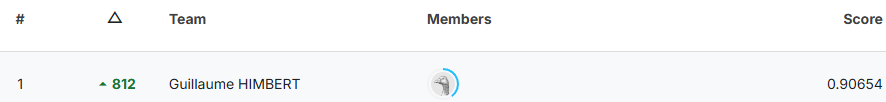 # △ Team Members Score
1 ▲ 812 Guillaume HIMBERT 0.90654